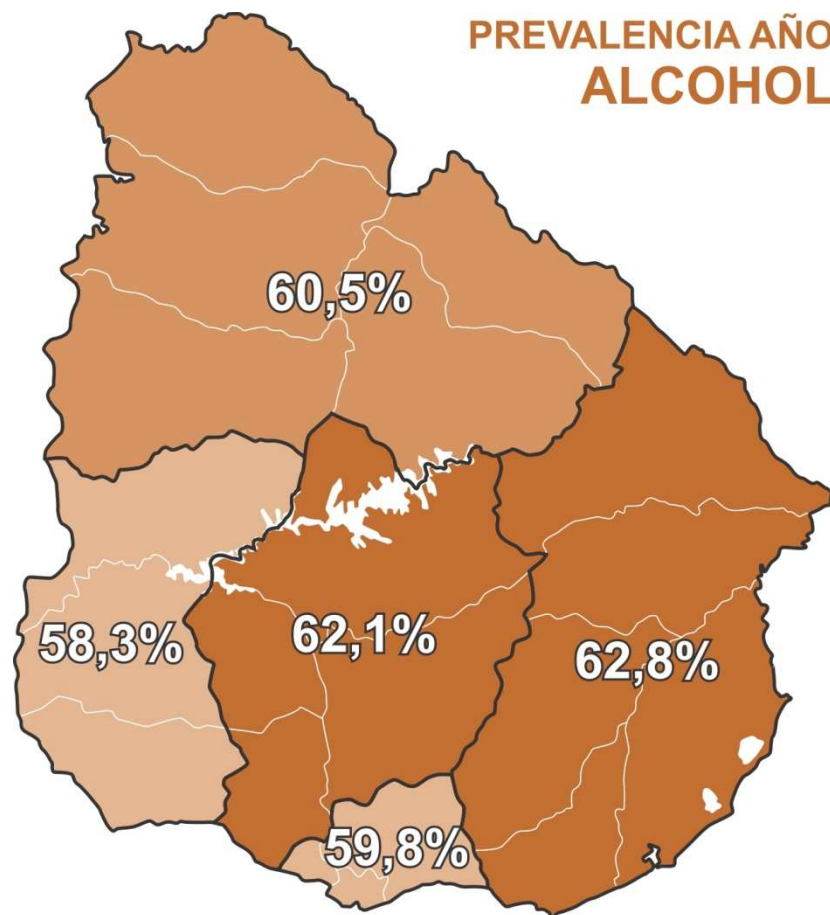 PREVALENCIA AÑO
ALCOHOL
60,5%
58,3%
62,1%
62,8%
59,8%